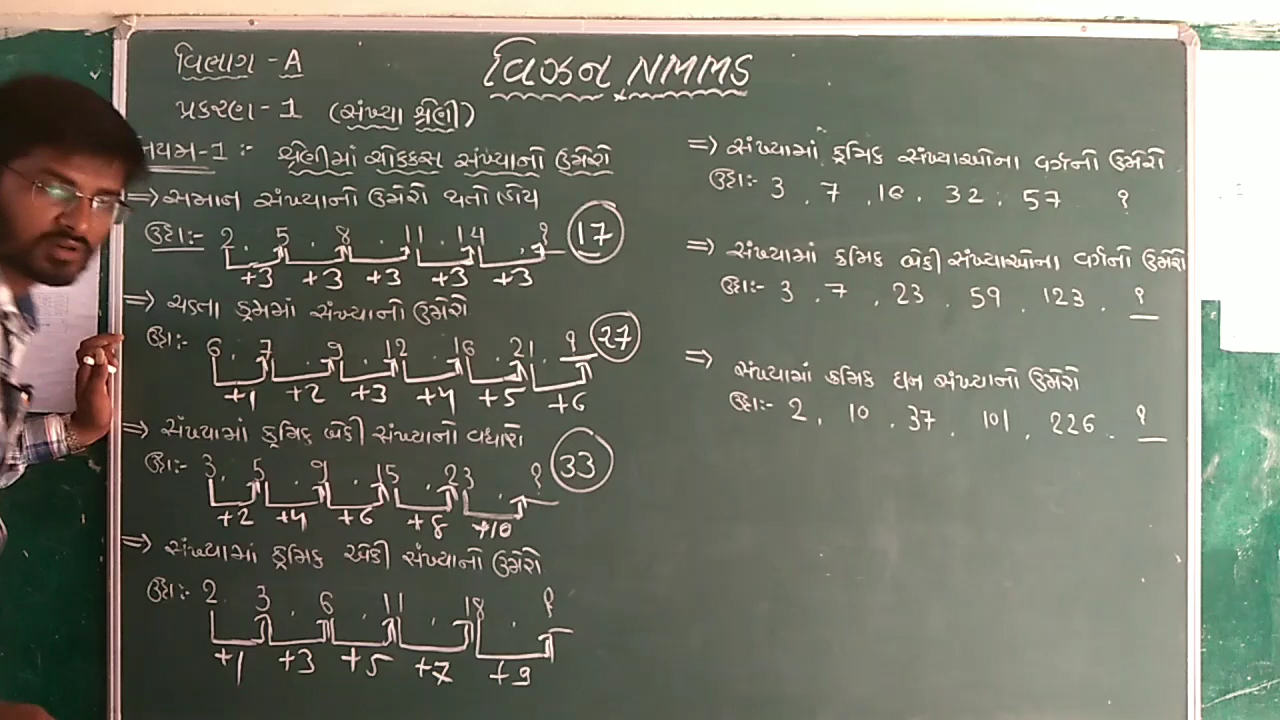 વિભાગ - A
વિઝન NMMS
પ્રકરણ - 1 (સંખ્યા શ્રેણી)
નિયમ-1 :- શ્રેણીમાં ચોક્કસ સંખ્યાનો ઉમેરો
=> સમાન સંખ્યાનો ઉમેરો થતો હોય
ઉદા:- 2, 5, 8, 11, 14, ? 17
+3 +3 +3 +3 +3
=> ચડતા ક્રમમાં સંખ્યાનો ઉમેરો
ઉદા:- 6, 7, 9, 12, 16, 21, ? 27
+1 +2 +3 +4 +5 +6
=> સંખ્યામાં ક્રમિક બેકી સંખ્યાનો વધારો
ઉદા:- 3, 5, 9, 15, 23, ? 33
+2 +4 +6 +8 +10
=> સંખ્યામાં ક્રમિક એકી સંખ્યાનો ઉમેરો
ઉદા:- 2, 3, 6, 11, 18, ?
+1 +3 +5 +7 +9
=> સંખ્યામાં ક્રમિક સંખ્યાઓના વર્ગનો ઉમેરો
ઉદા:- 3, 7, 16, 32, 57 ?
=> સંખ્યામાં ક્રમિક બેકી સંખ્યાઓના વર્ગનો ઉમેરો
ઉદા:- 3, 7, 23, 59, 123, ?
=> સંખ્યામાં ક્રમિક ઘન સંખ્યાનો ઉમેરો
ઉદા:- 2, 10, 37, 101, 226, ?